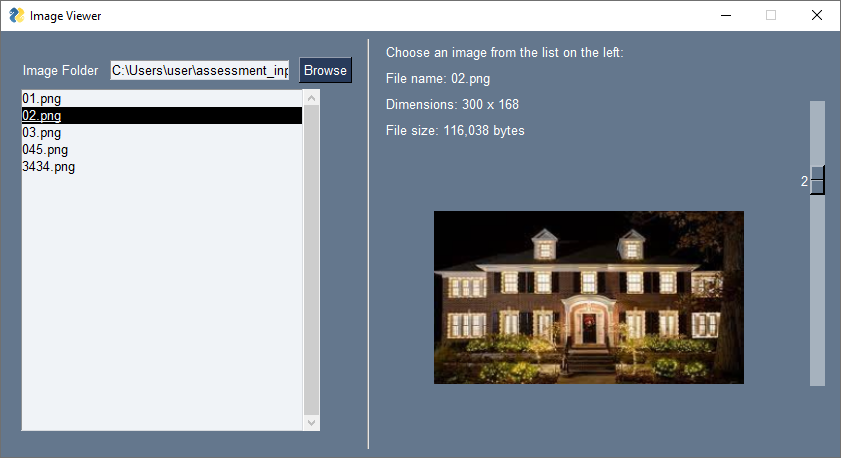 Image Viewer
Image Folder C:\Users\user\assessment_inp Browse
01.png
02.png
03.png
045.png
3434.png
Choose an image from the list on the left:
File name: 02.png
Dimensions: 300 x 168
File size: 116,038 bytes
2